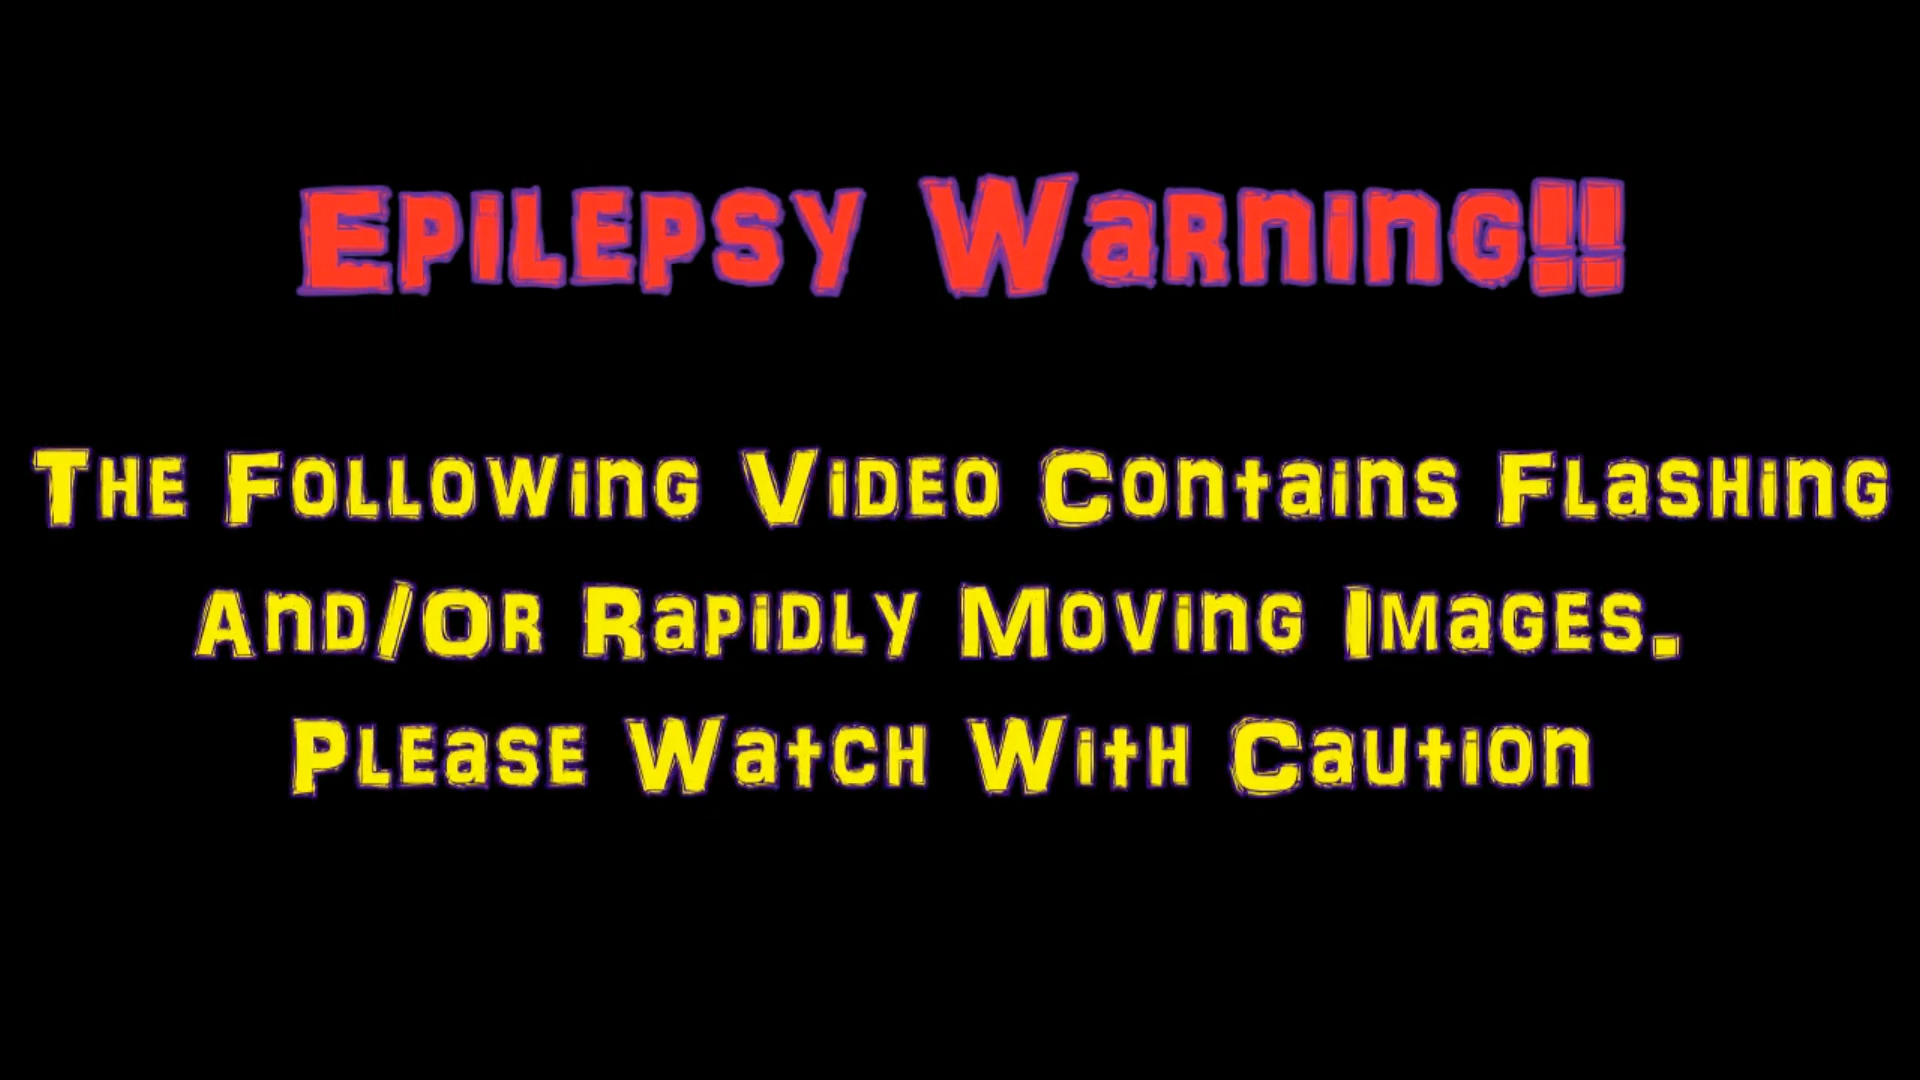 Epilepsy Warning!!
The Following Video Contains Flashing
And/Or Rapidly Moving Images.
Please Watch With Caution